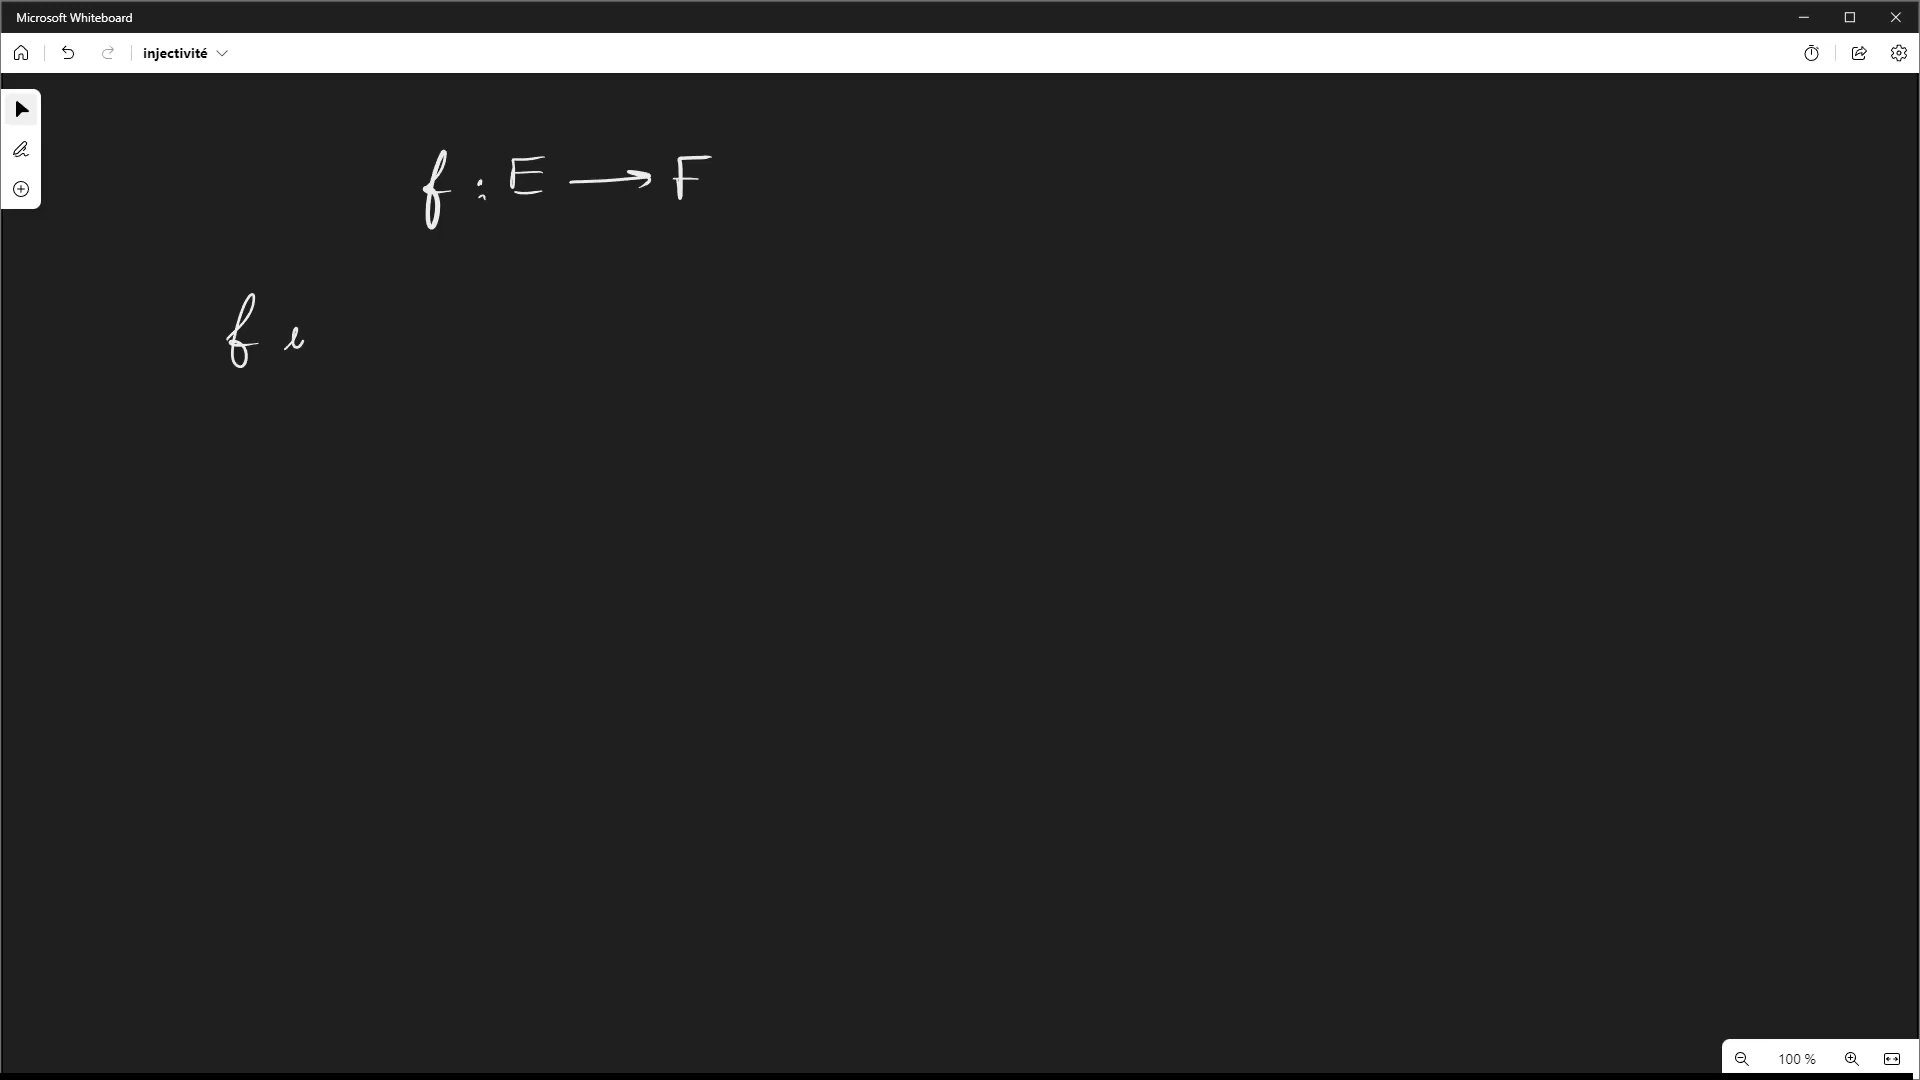 Microsoft Whiteboard
injectivité
f : E → F
f e
100 %